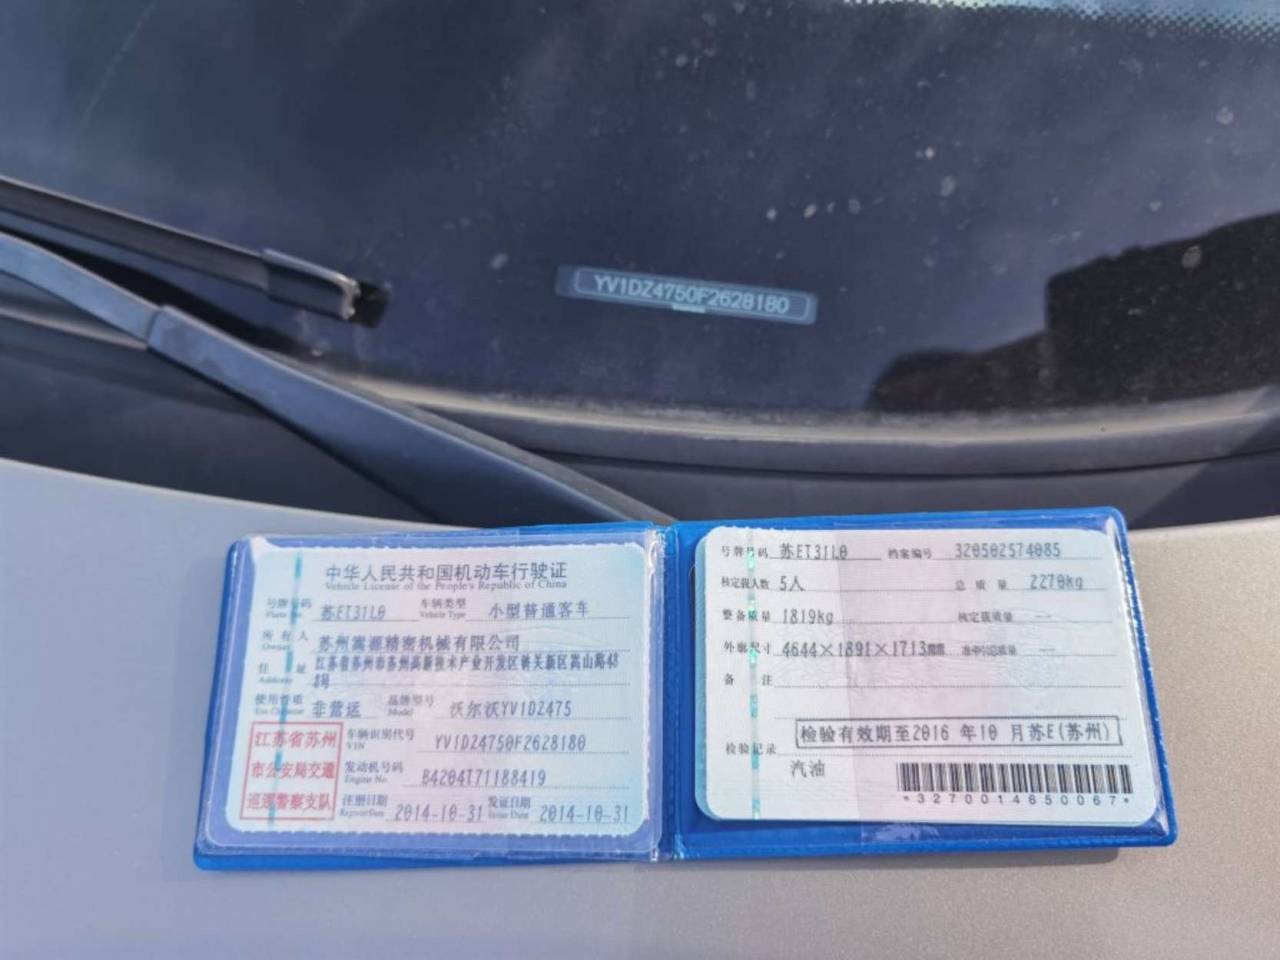 YV1DZ4750F2628180
中华人民共和国机动车行驶证
Vehicle License of the People's Republic of China
号牌号码 Plate No. 苏ET31L0 车辆类型 Vehicle Type 小型普通客车
所有人 Owner 苏州嵩源精密机械有限公司
住址 Address 江苏省苏州市苏州高新技术产业开发区浒关新区嵩山路48
8号
使用性质 Use Character 非营运 品牌型号 Model 沃尔沃YV1DZ475
车辆识别代号 VIN YV1DZ4750F2628180
发动机号码 Engine No. B4204T71188419
注册日期 Register Date 2014-10-31 发证日期 Issue Date 2014-10-31
江苏省苏州
市公安局交通
巡逻警察支队
号牌号码 苏ET31L0 档案编号 320502574085
核定载人数 5人 总质量 2270kg
整备质量 1819kg 核定载质量 --
外廓尺寸 4644×1891×1713mm 准牵引总质量 --
备注
检验有效期至2016 年10 月苏E(苏州)
检验记录
汽油
*3270014650067*